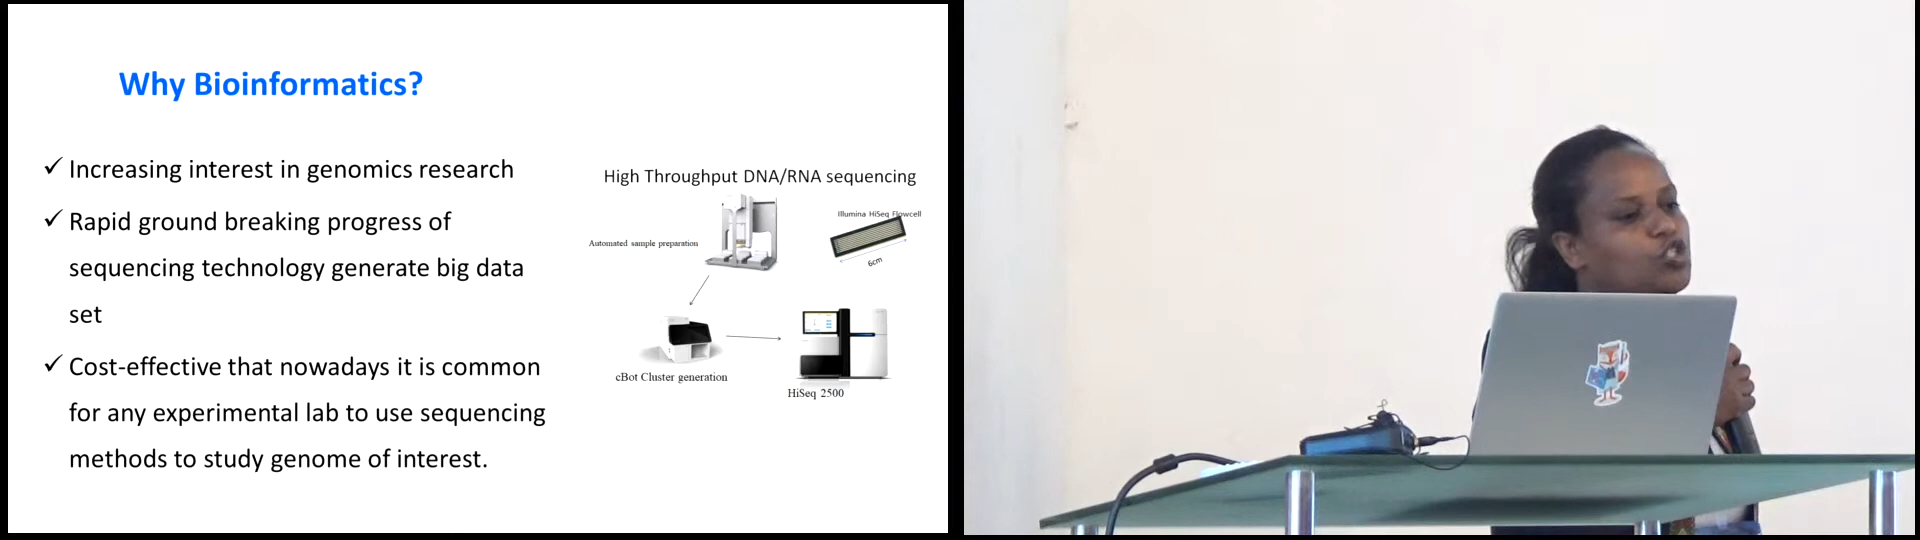 Why Bioinformatics?
✓ Increasing interest in genomics research
✓ Rapid ground breaking progress of
sequencing technology generate big data
set
✓ Cost-effective that nowadays it is common
for any experimental lab to use sequencing
methods to study genome of interest.
High Throughput DNA/RNA sequencing
Illumina HiSeq Flowcell
Automated sample preparation
6cm
cBot Cluster generation
HiSeq 2500